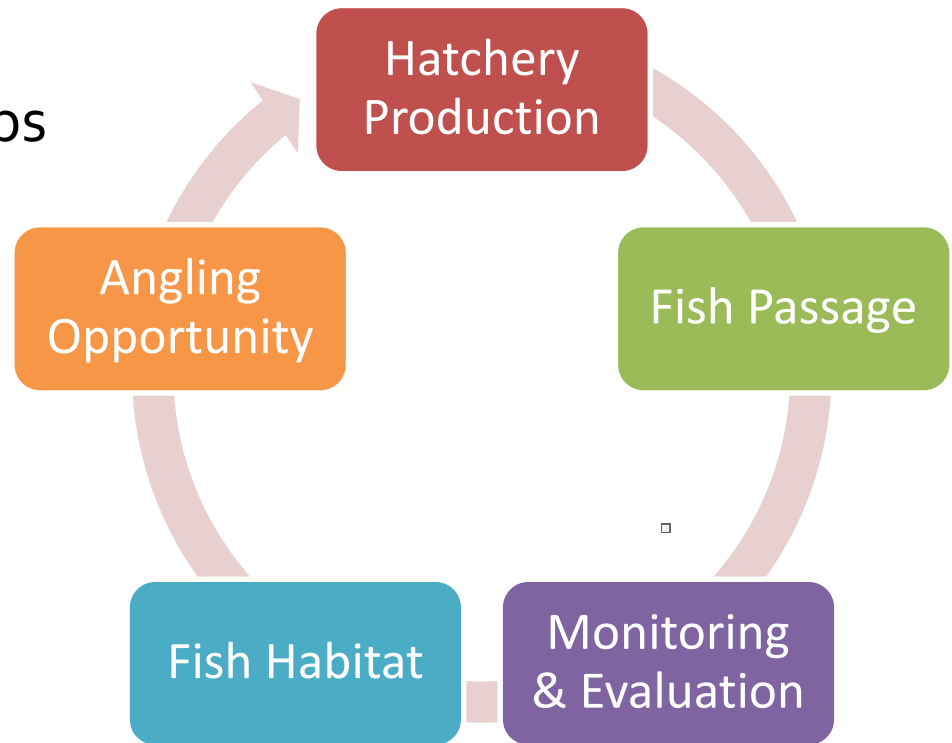 Hatchery
Production
Angling
Opportunity
Fish Passage
Fish Habitat
Monitoring
& Evaluation